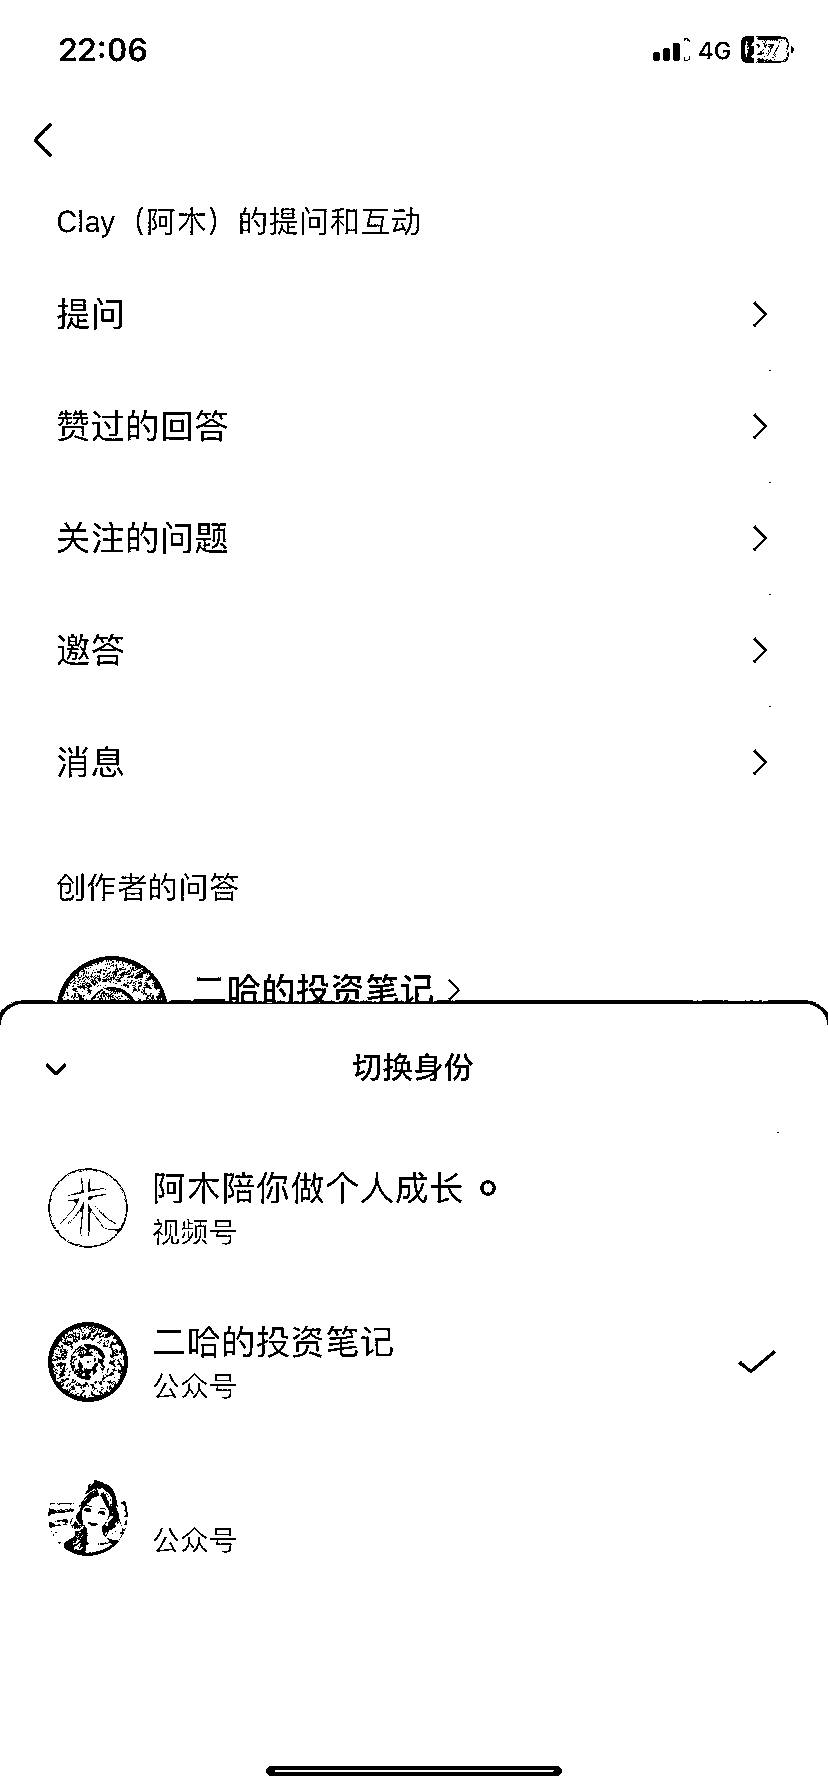 22:06
4G 27
Clay（阿木）的提问和互动
提问
赞过的回答
关注的问题
邀答
消息
创作者的问答
二哈的投资笔记
切换身份
阿木陪你做个人成长
视频号
二哈的投资笔记
公众号
公众号